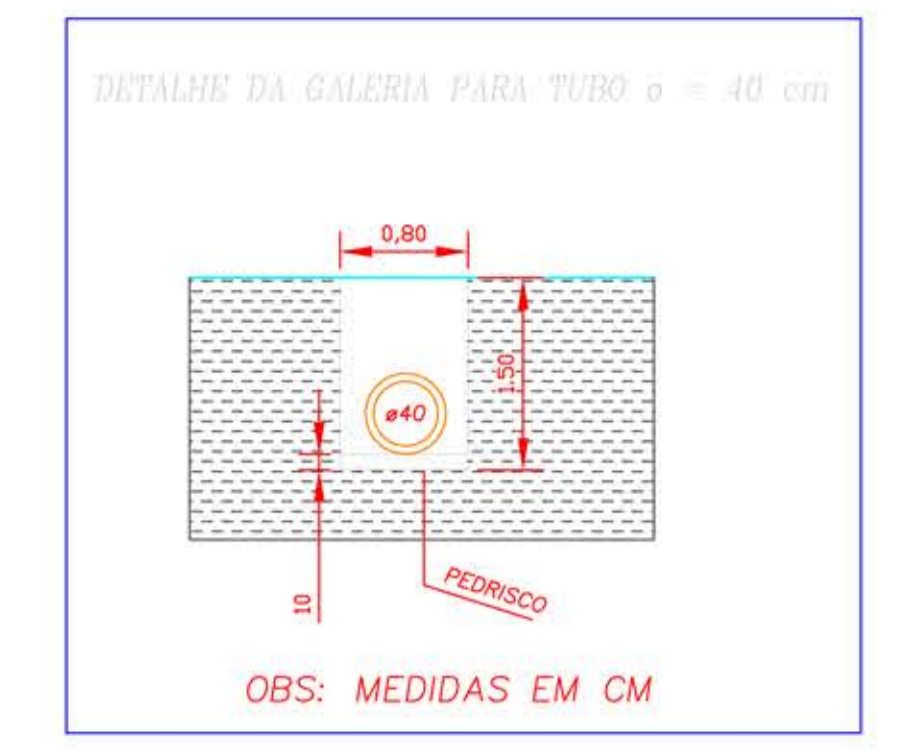 DETALHE DA GALERIA PARA TUBO ø = 40 cm
0,80
1.50
ø40
10
PEDRISCO
OBS: MEDIDAS EM CM